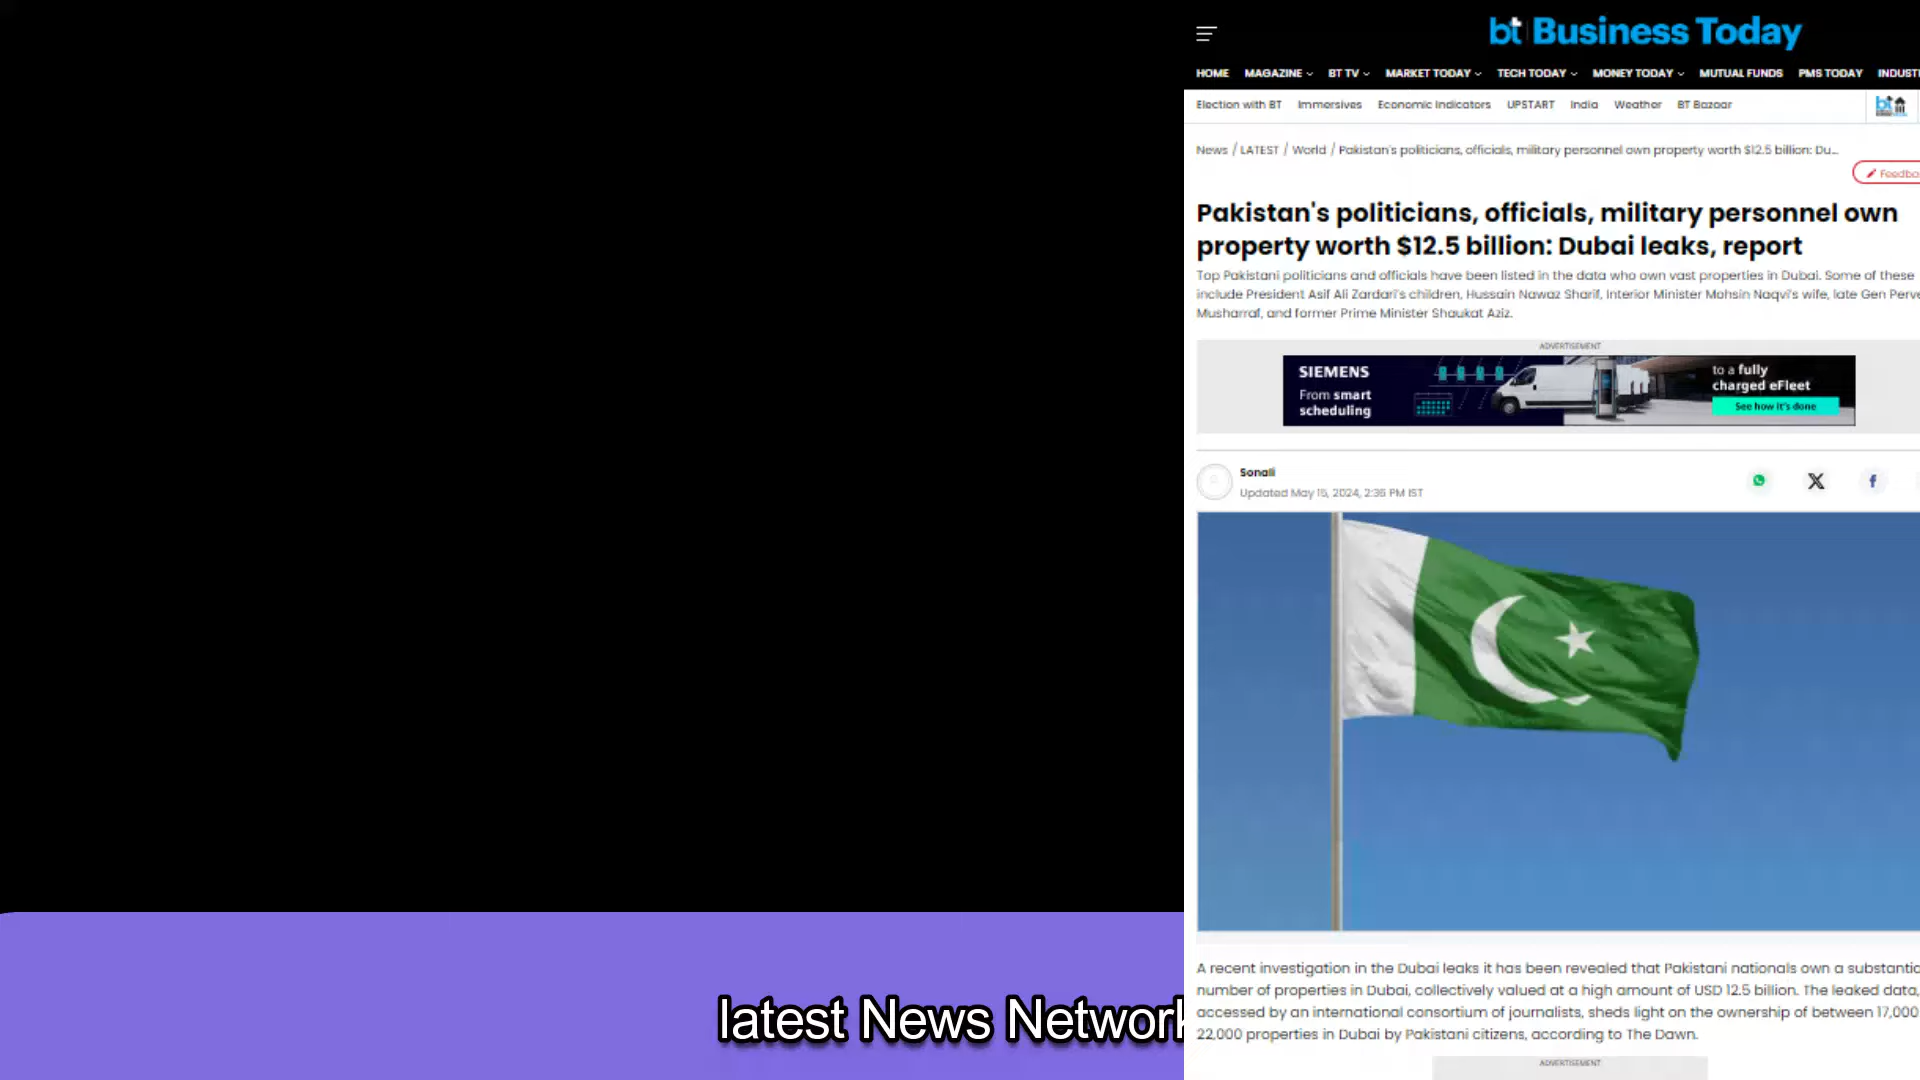 bt Business Today
HOME MAGAZINE BT TV MARKET TODAY TECH TODAY MONEY TODAY MUTUAL FUNDS PMS TODAY INDUST
Election with BT Immersives Economic Indicators UPSTART India Weather BT Bazaar
News / LATEST / World / Pakistan's politicians, officials, military personnel own property worth $12.5 billion: Du...
Feedba
Pakistan's politicians, officials, military personnel own
property worth $12.5 billion: Dubai leaks, report
Top Pakistani politicians and officials have been listed in the data who own vast properties in Dubai. Some of these
include President Asif Ali Zardari's children, Hussain Nawaz Sharif, Interior Minister Mohsin Naqvi's wife, late Gen Perve
Musharraf, and former Prime Minister Shaukat Aziz.
ADVERTISEMENT
SIEMENS
From smart
scheduling
to a fully
charged eFleet
See how it's done
Sonali
Updated May 15, 2024, 2:36 PM IST
A recent investigation in the Dubai leaks it has been revealed that Pakistani nationals own a substantia
number of properties in Dubai, collectively valued at a high amount of USD 12.5 billion. The leaked data,
accessed by an international consortium of journalists, sheds light on the ownership of between 17,000
22,000 properties in Dubai by Pakistani citizens, according to The Dawn.
ADVERTISEMENT
latest News Network